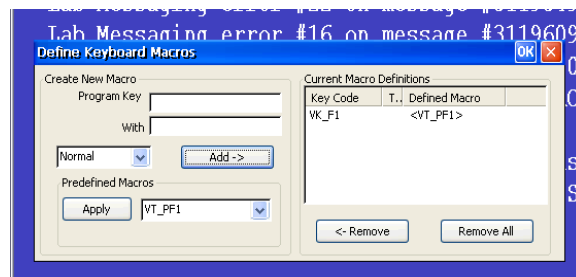 Lab Messaging error #16 on message #3119609
Define Keyboard Macros
OK
Create New Macro
Program Key
With
Normal
Add ->
Predefined Macros
Apply
VT_PF1
Current Macro Definitions
Key Code T.. Defined Macro
VK_F1 <VT_PF1>
<- Remove
Remove All